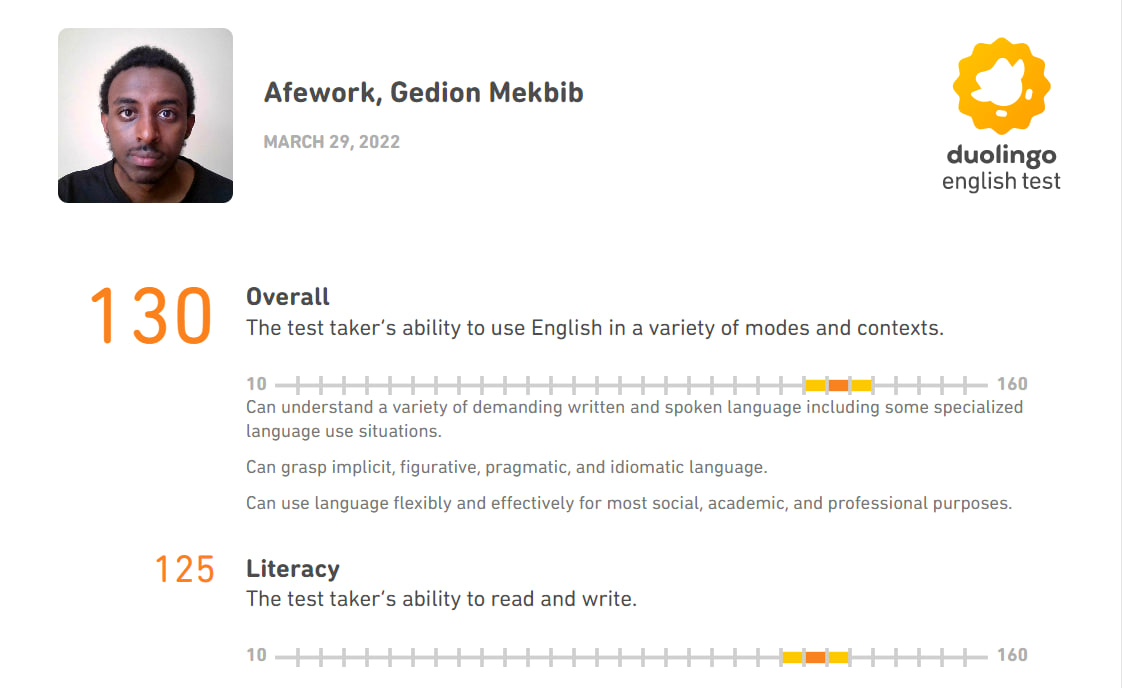 Afework, Gedion Mekbib
MARCH 29, 2022
duolingo
english test
130
Overall
The test taker's ability to use English in a variety of modes and contexts.
10 160
Can understand a variety of demanding written and spoken language including some specialized
language use situations.
Can grasp implicit, figurative, pragmatic, and idiomatic language.
Can use language flexibly and effectively for most social, academic, and professional purposes.
125
Literacy
The test taker's ability to read and write.
10 160